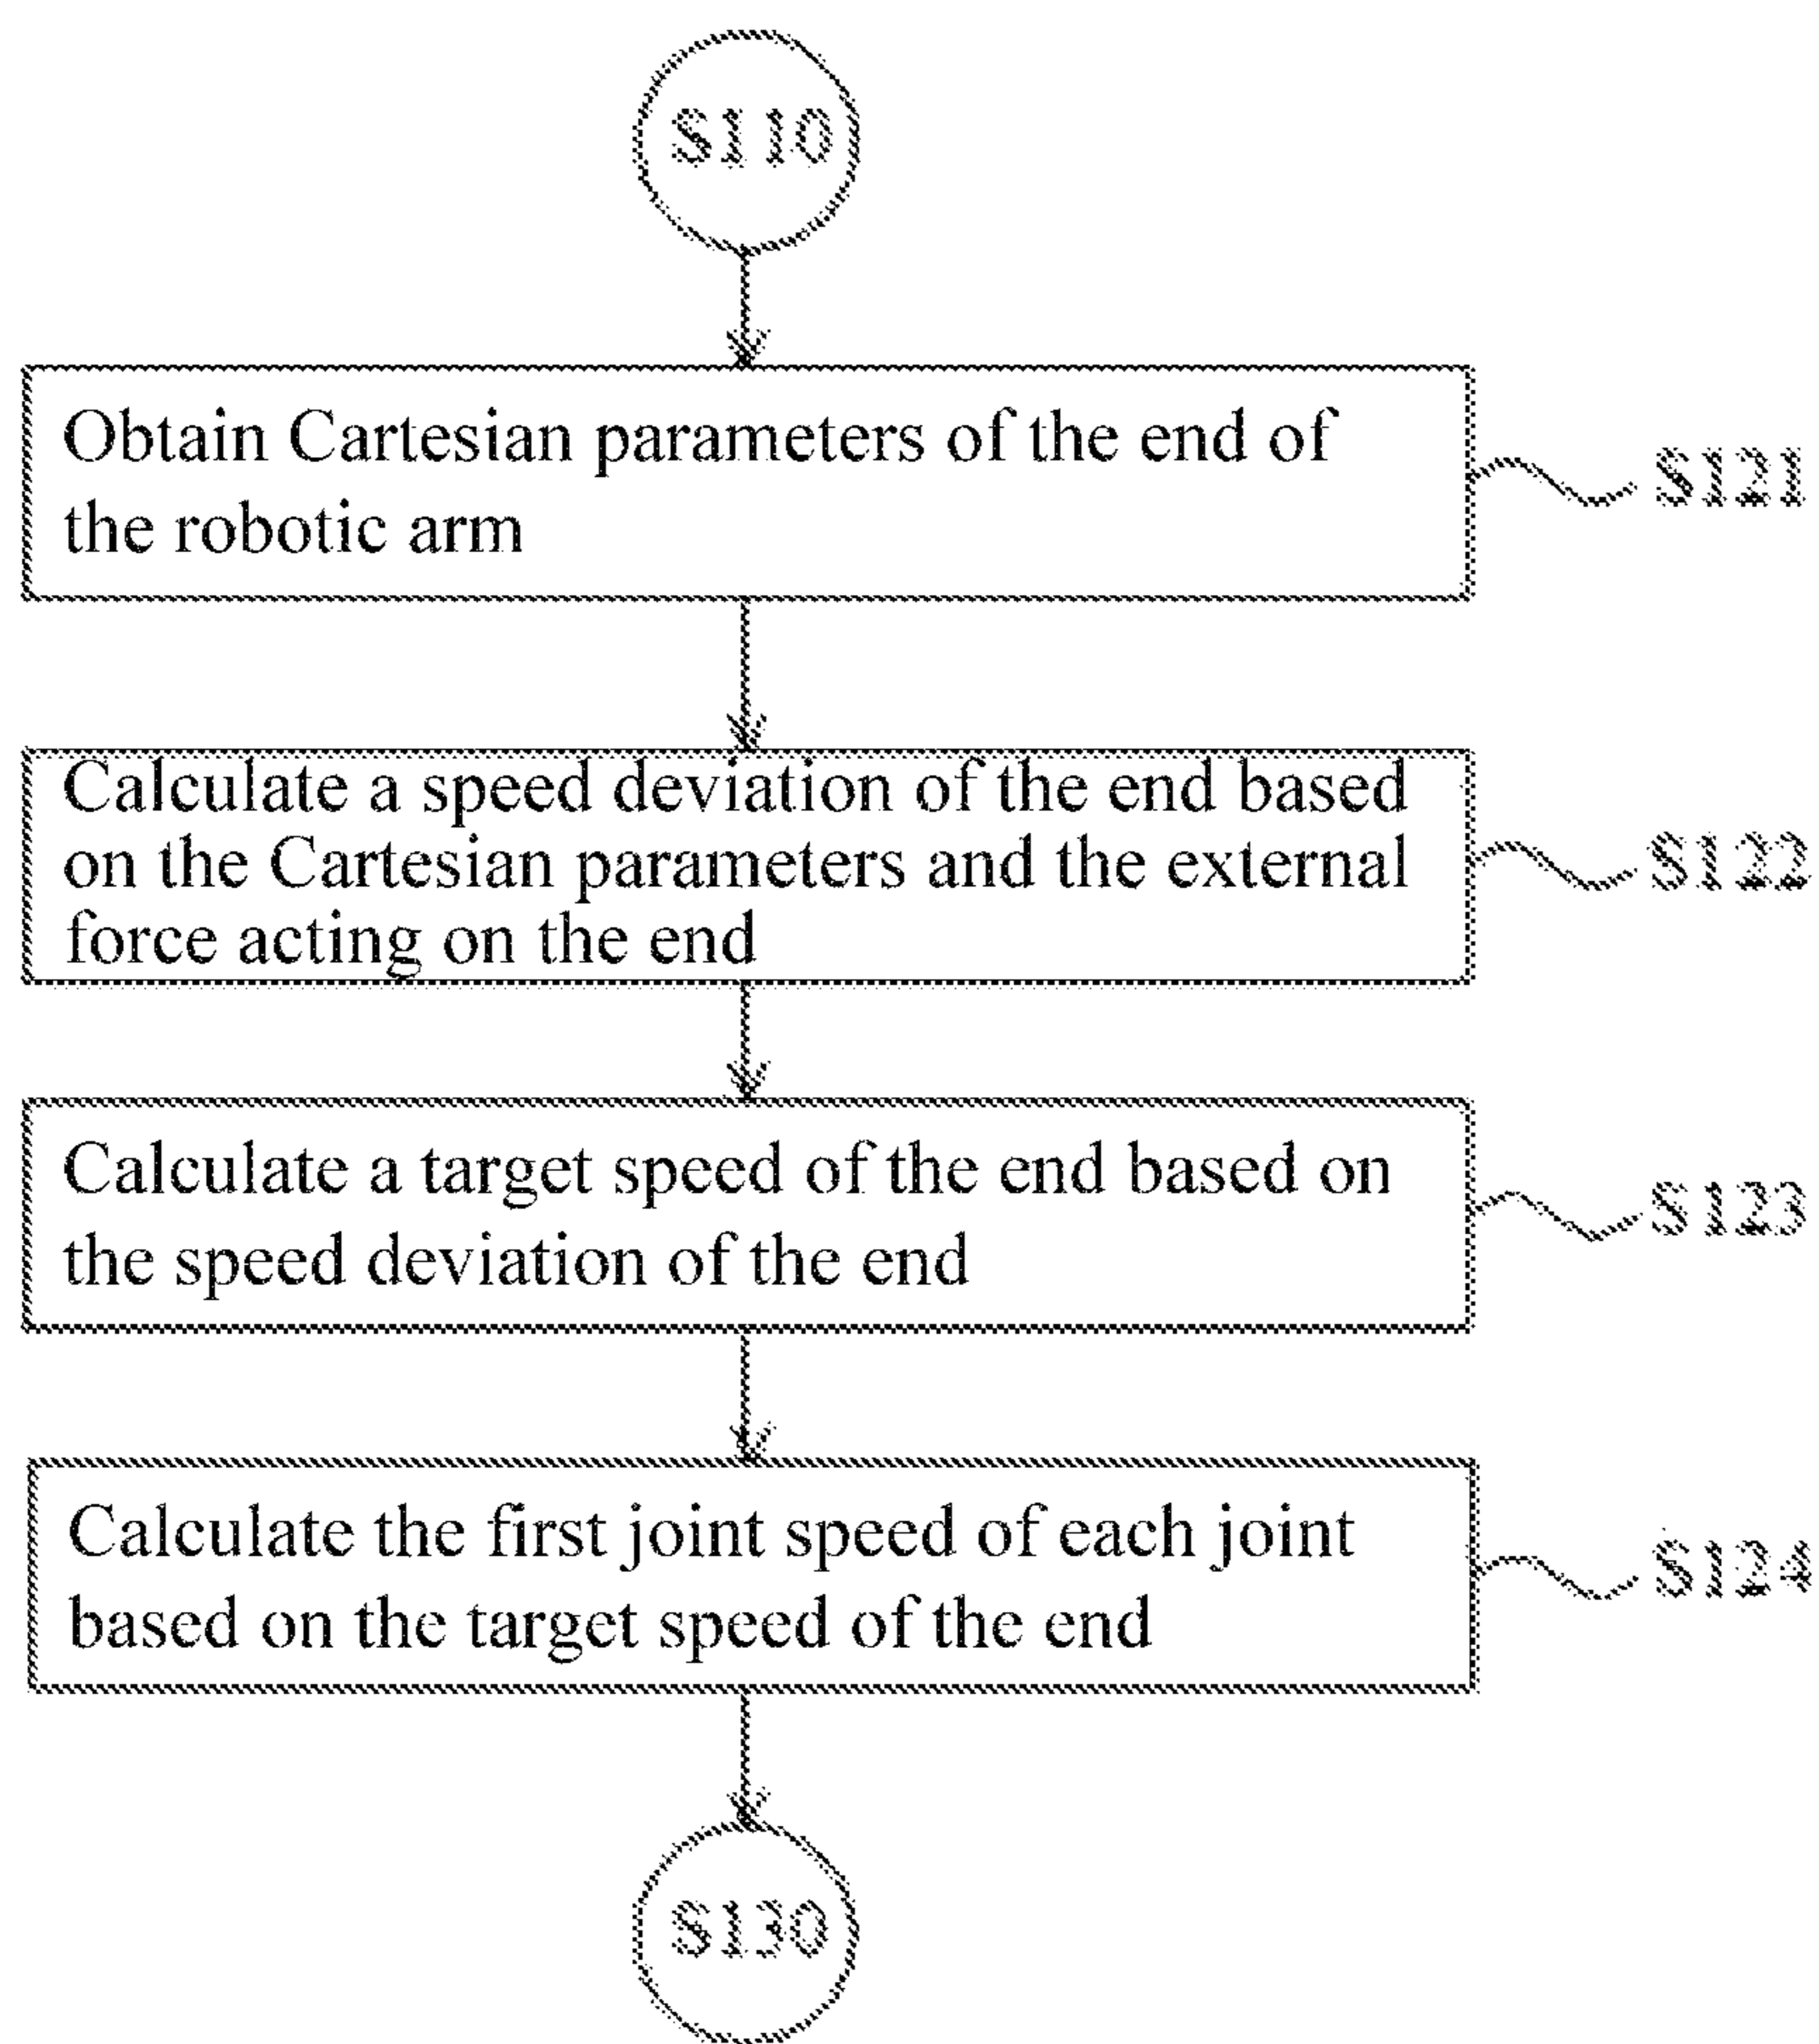 S110
Obtain Cartesian parameters of the end of
the robotic arm
S121
Calculate a speed deviation of the end based
on the Cartesian parameters and the external
force acting on the end
S122
Calculate a target speed of the end based on
the speed deviation of the end
S123
Calculate the first joint speed of each joint
based on the target speed of the end
S124
S130